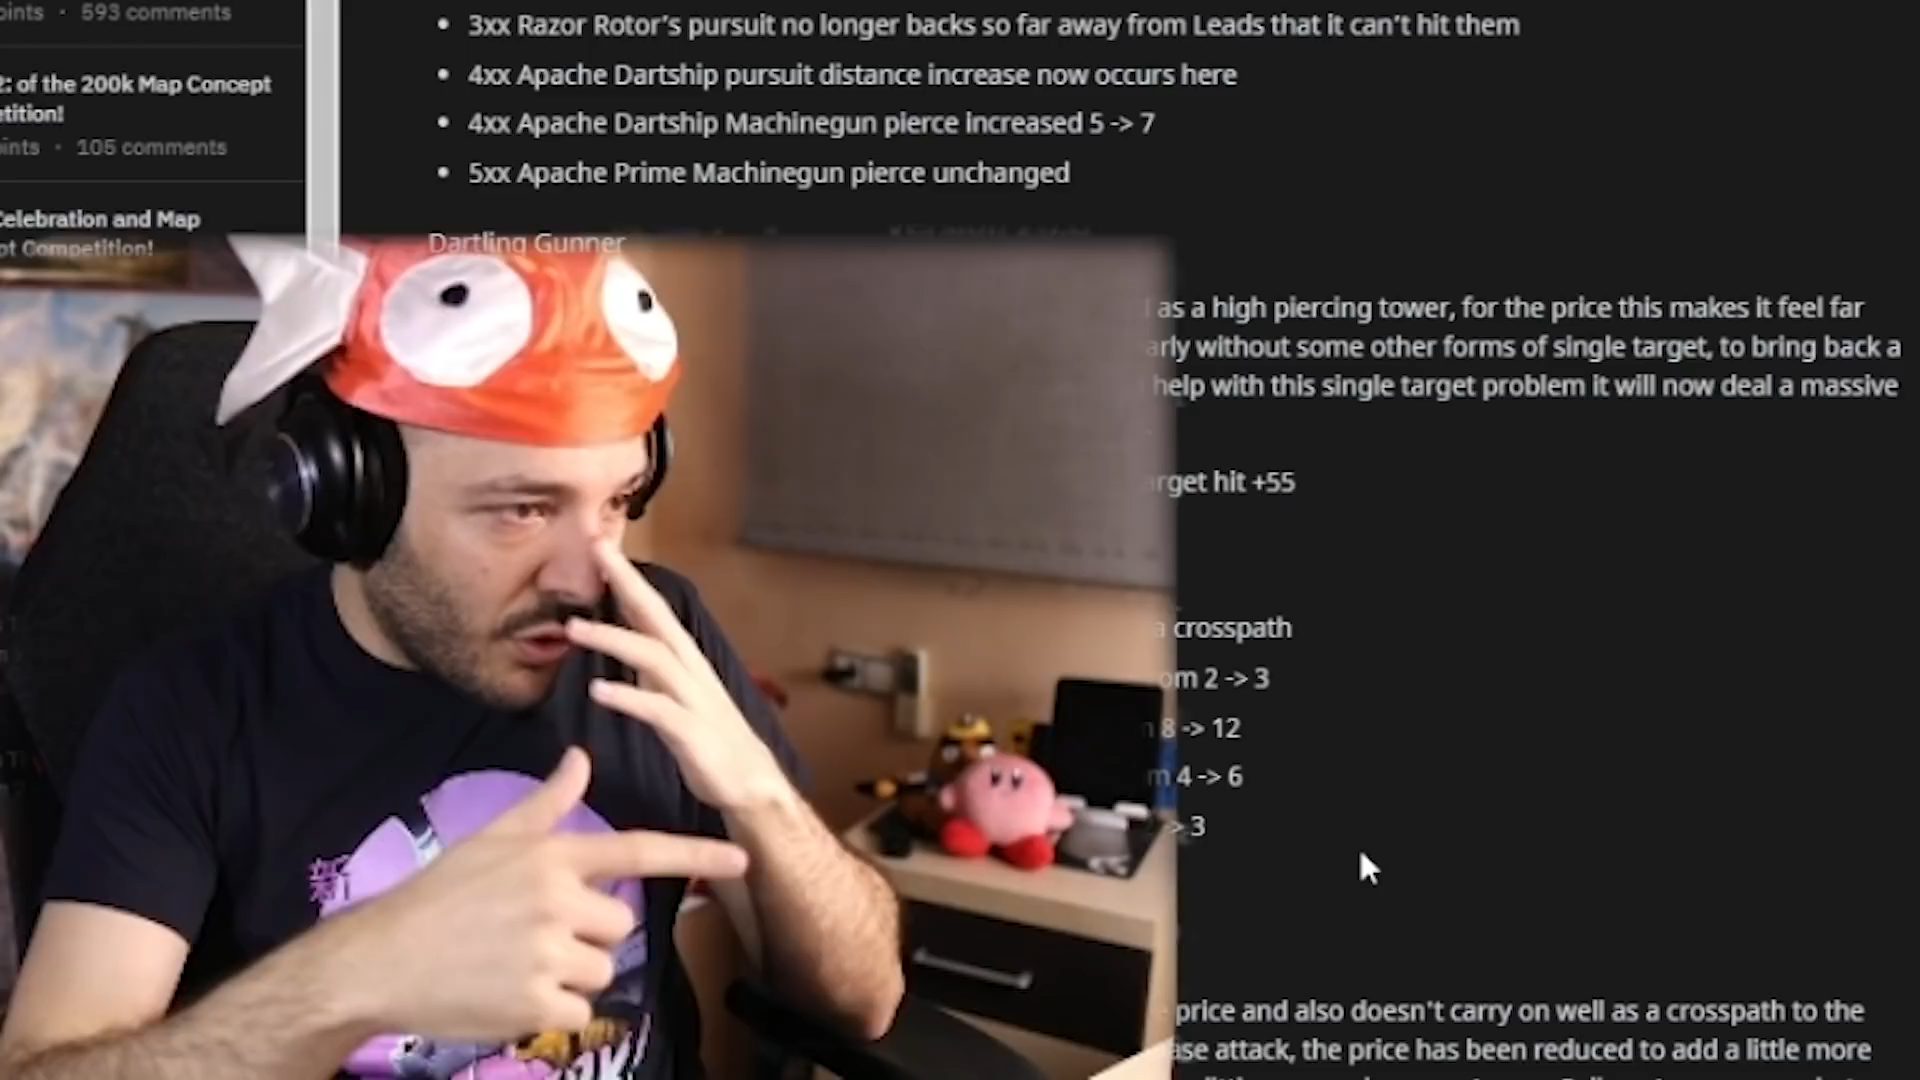 593 comments
3xx Razor Rotor's pursuit no longer backs so far away from Leads that it can't hit them
of the 200k Map Concept
4xx Apache Dartship pursuit distance increase now occurs here
105 comments
4xx Apache Dartship Machinegun pierce increased 5 -> 7
5xx Apache Prime Machinegun pierce unchanged
Celebration and Map
Competition!
Dartling Gunner
as a high piercing tower, for the price this makes it feel far
without some other forms of single target, to bring back a
help with this single target problem it will now deal a massive
hit +55
a crosspath
2 -> 3
8 -> 12
4 -> 6
> 3
price and also doesn't carry on well as a crosspath to the
attack, the price has been reduced to add a little more